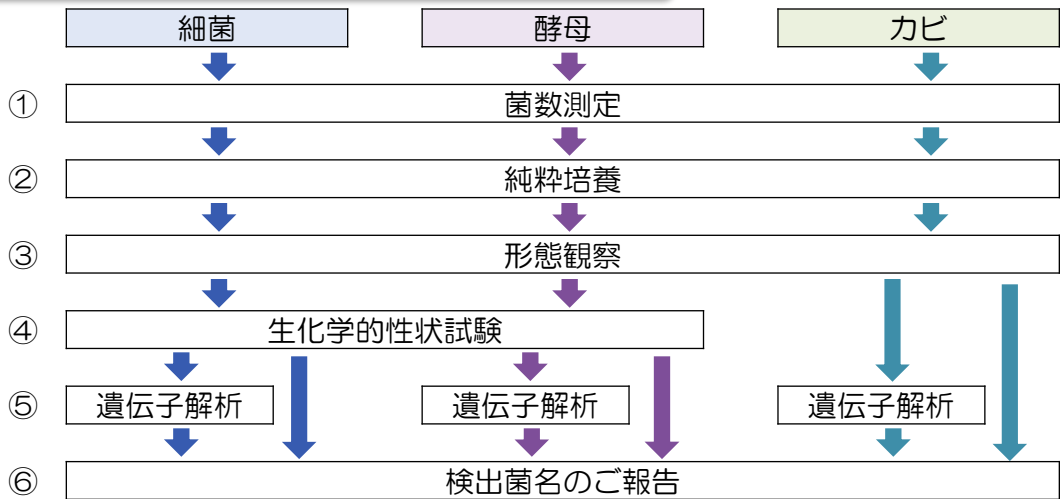 細菌 酵母 カビ
① 菌数測定
② 純粋培養
③ 形態観察
④ 生化学的性状試験
⑤ 遺伝子解析 遺伝子解析 遺伝子解析
⑥ 検出菌名のご報告